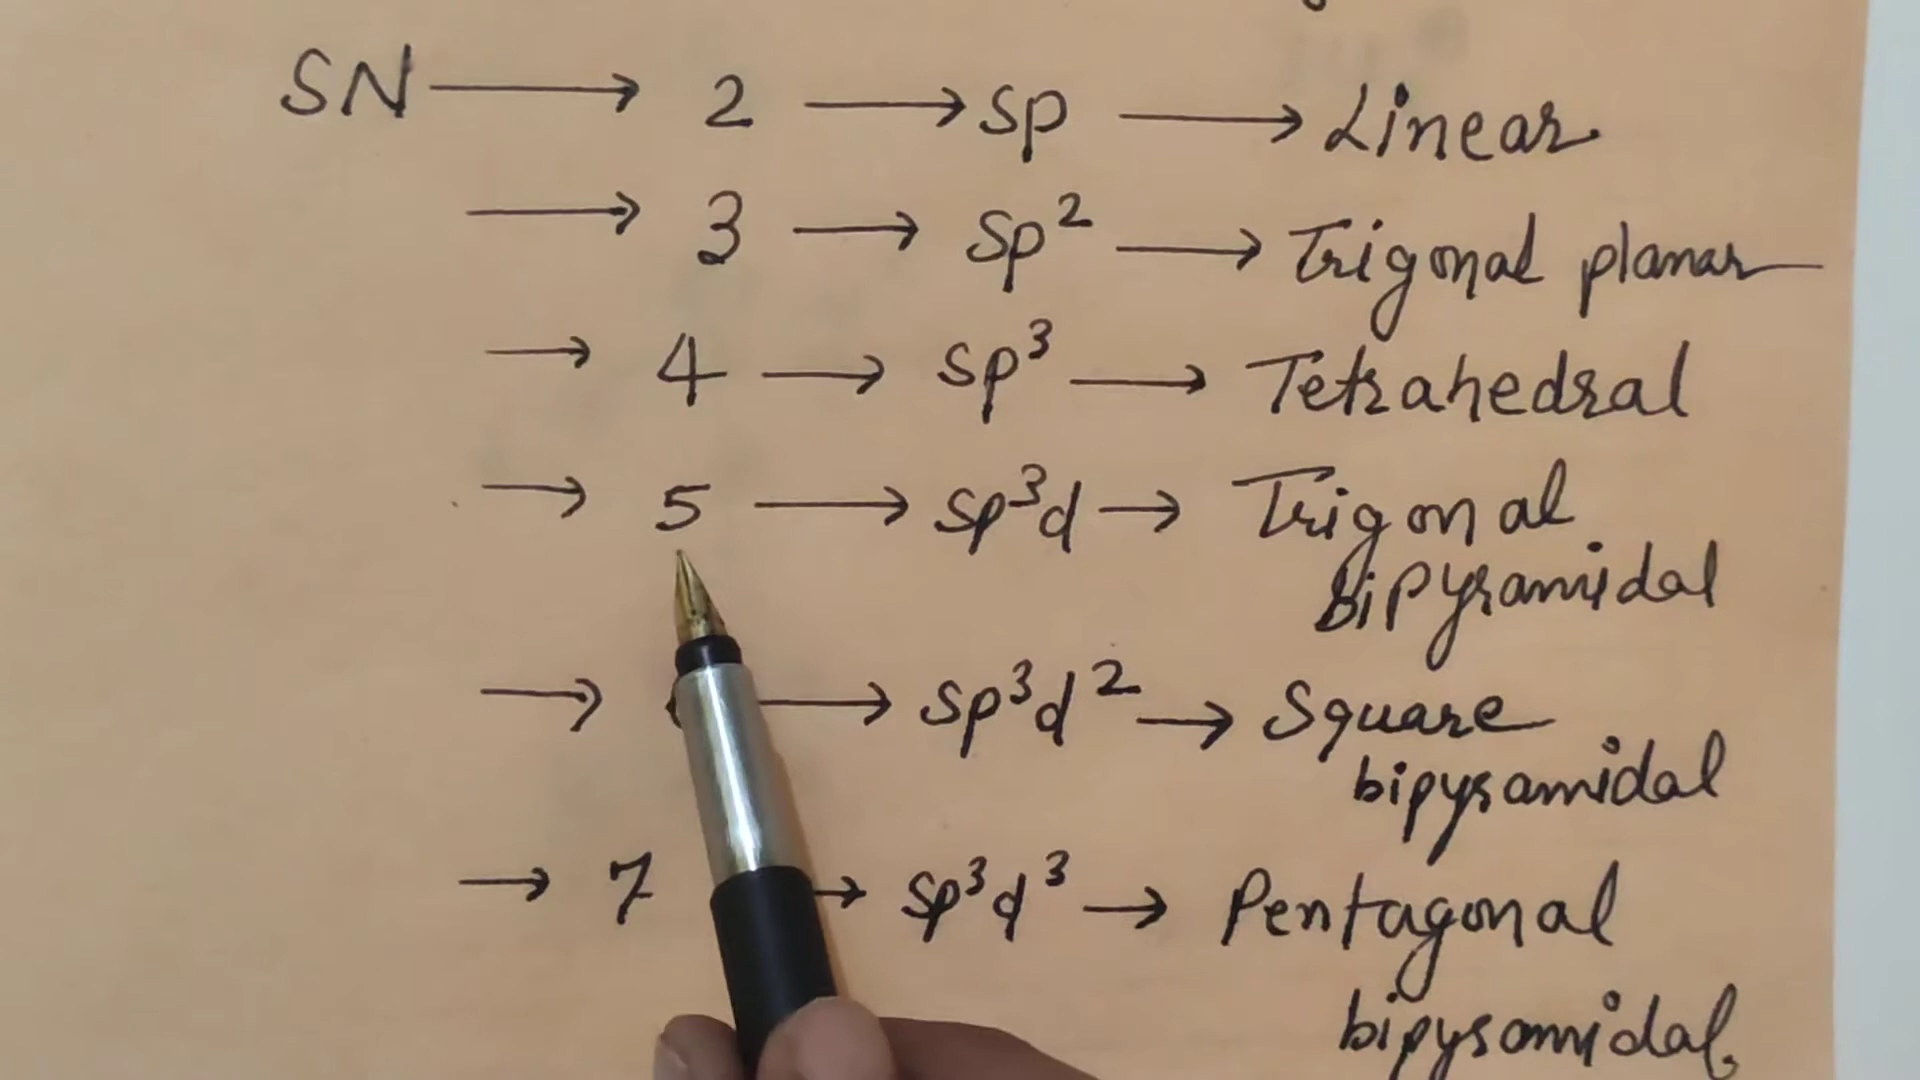 SN → 2 → sp → Linear
→ 3 → sp² → Trigonal planar
→ 4 → sp³ → Tetrahedral
→ 5 → sp³d → Trigonal
bipyramidal
→ → sp³d² → Square
bipyramidal
→ 7 → sp³d³ → Pentagonal
bipyramidal.